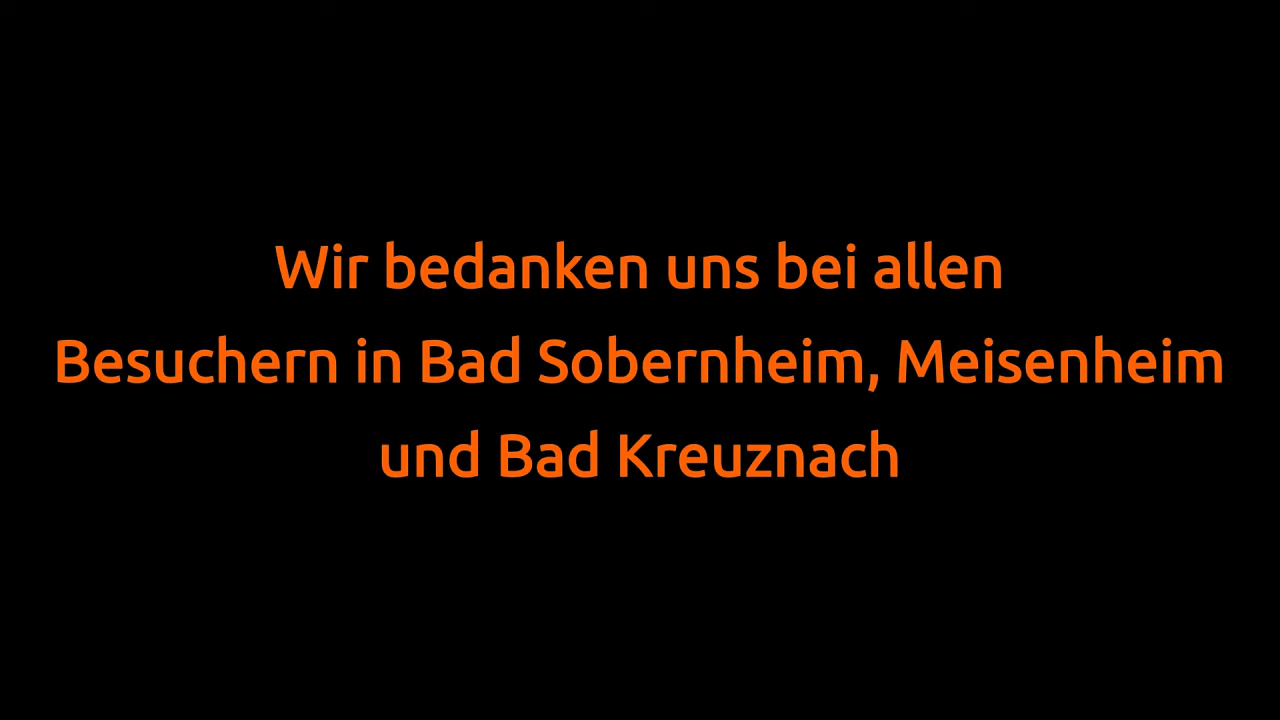 Wir bedanken uns bei allen
Besuchern in Bad Sobernheim, Meisenheim
und Bad Kreuznach